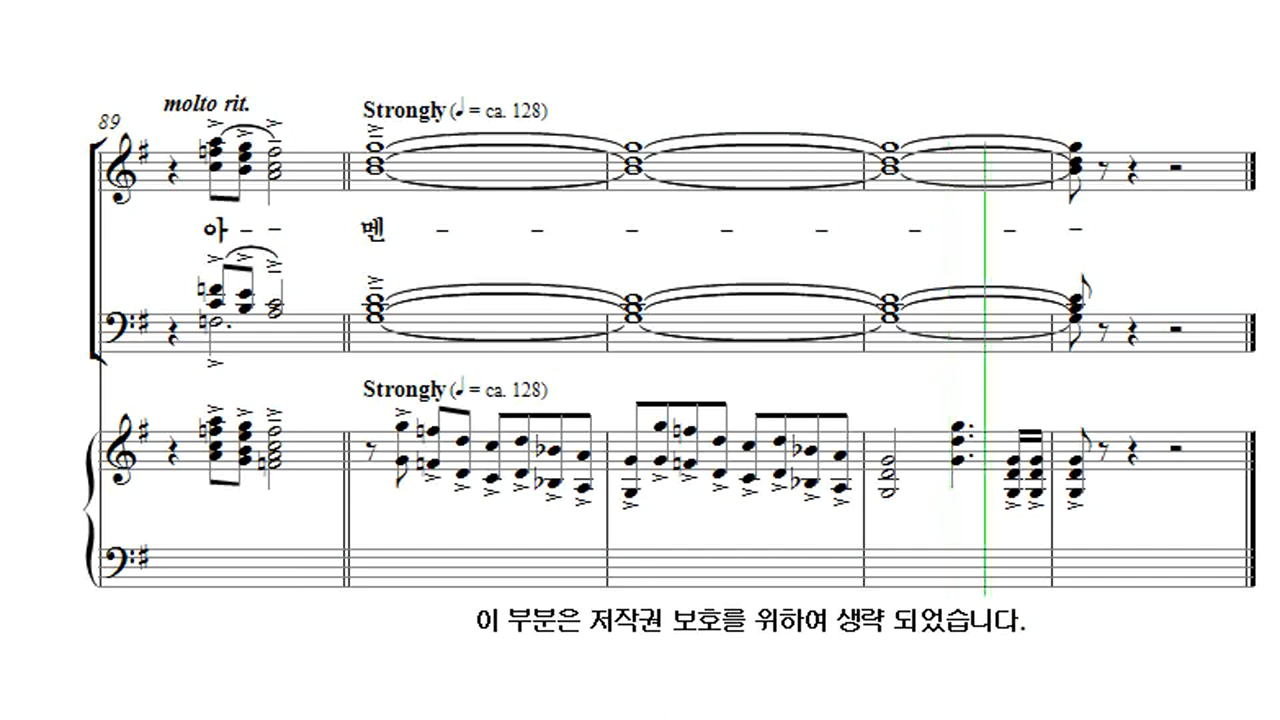 molto rit.
89
Strongly (♩ = ca. 128)
아 - - 멘 - - - - - - - -
Strongly (♩ = ca. 128)
이 부분은 저작권 보호를 위하여 생략 되었습니다.